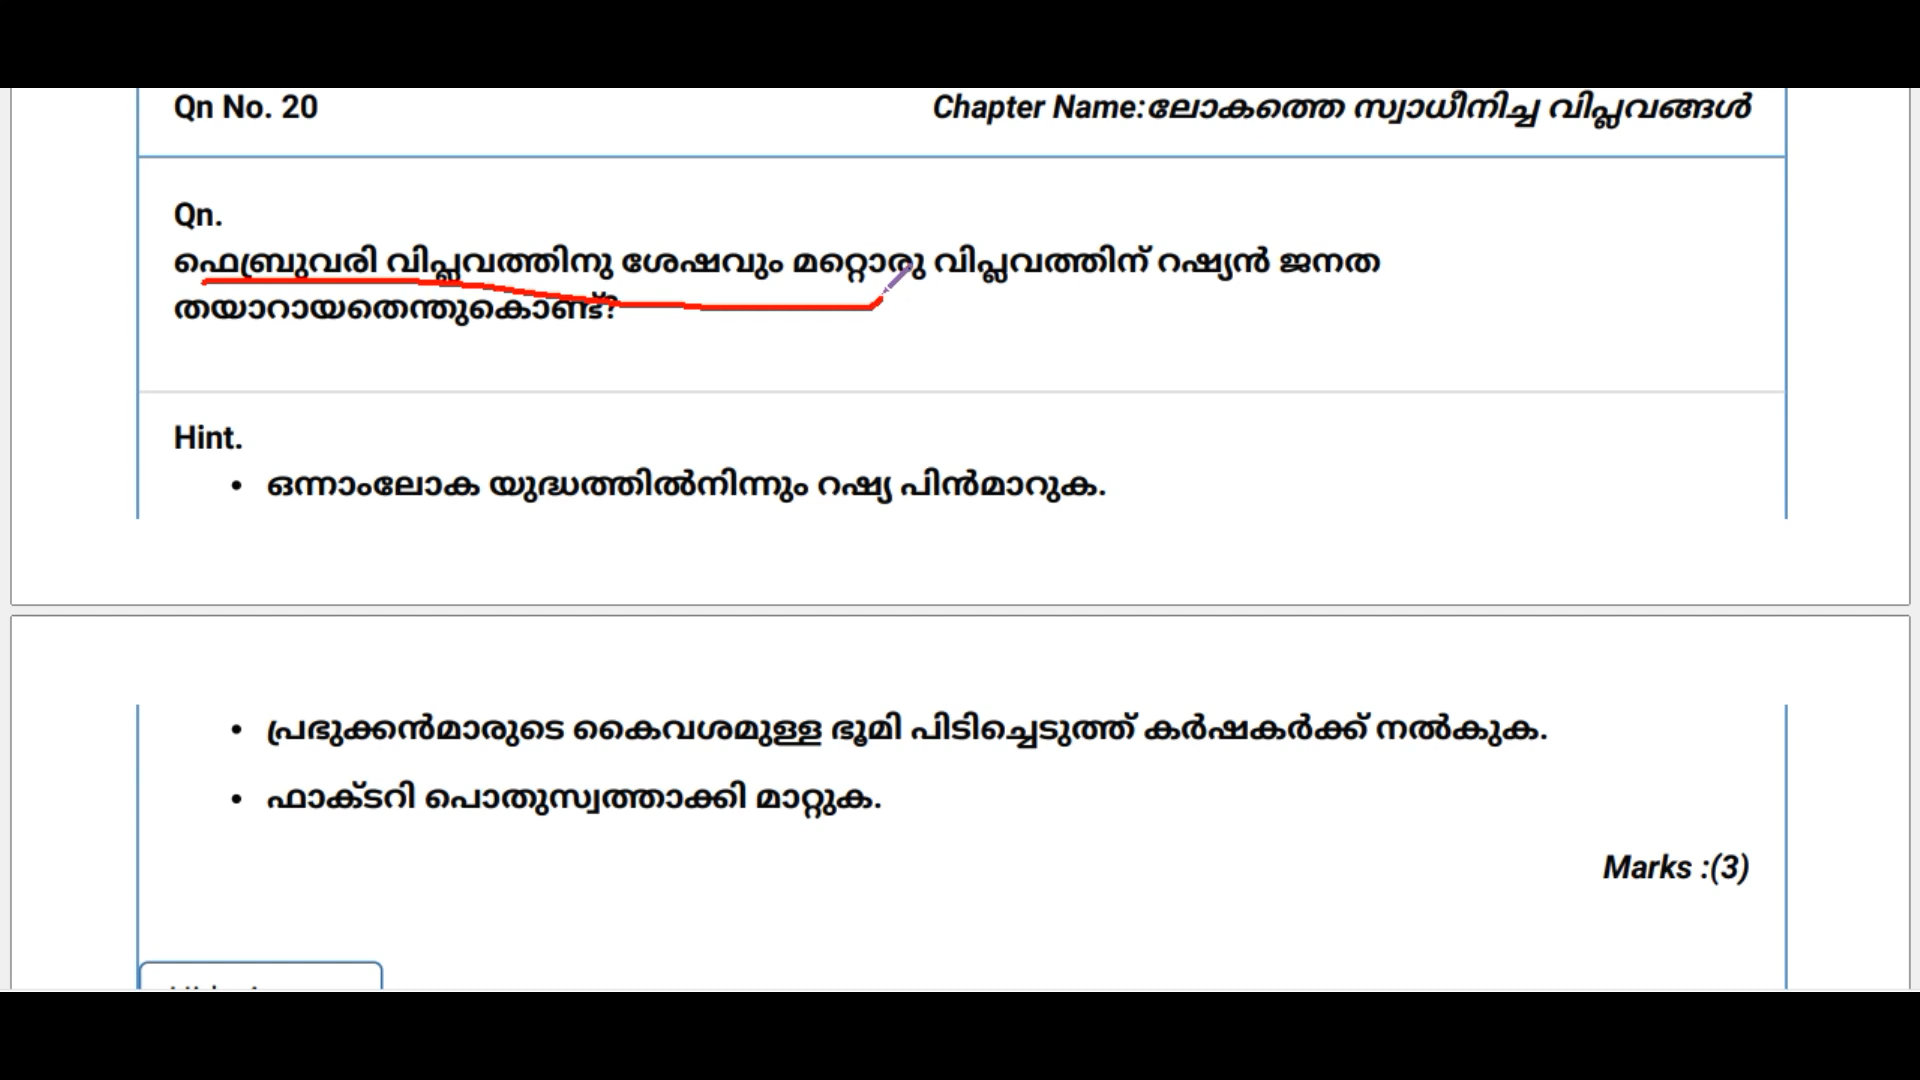 Qn No. 20
Chapter Name:ലോകത്തെ സ്വാധീനിച്ച വിപ്ലവങ്ങൾ
Qn.
ഫെബ്രുവരി വിപ്ലവത്തിനു ശേഷവും മറ്റൊരു വിപ്ലവത്തിന് റഷ്യൻ ജനത
തയാറായതെന്തുകൊണ്ട്?
Hint.
• ഒന്നാംലോക യുദ്ധത്തിൽനിന്നും റഷ്യ പിൻമാറുക.
• പ്രഭുക്കൻമാരുടെ കൈവശമുള്ള ഭൂമി പിടിച്ചെടുത്ത് കർഷകർക്ക് നൽകുക.
• ഫാക്ടറി പൊതുസ്വത്താക്കി മാറ്റുക.
Marks :(3)